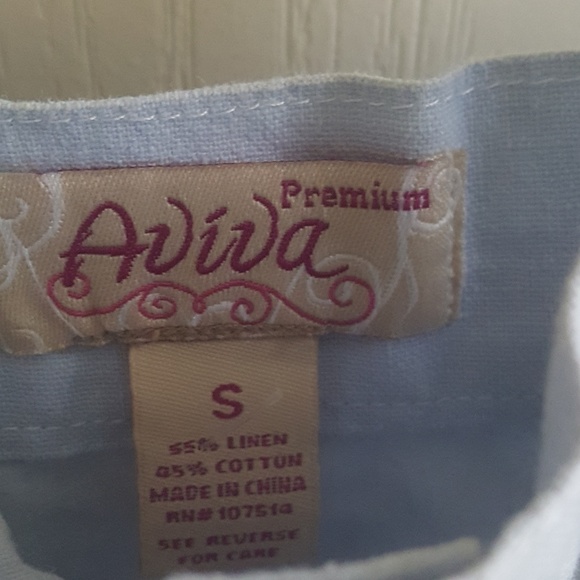 Premium
Aviva
S
55% LINEN
45% COTTON
MADE IN CHINA
RN# 107514
SEE REVERSE
FOR CARE